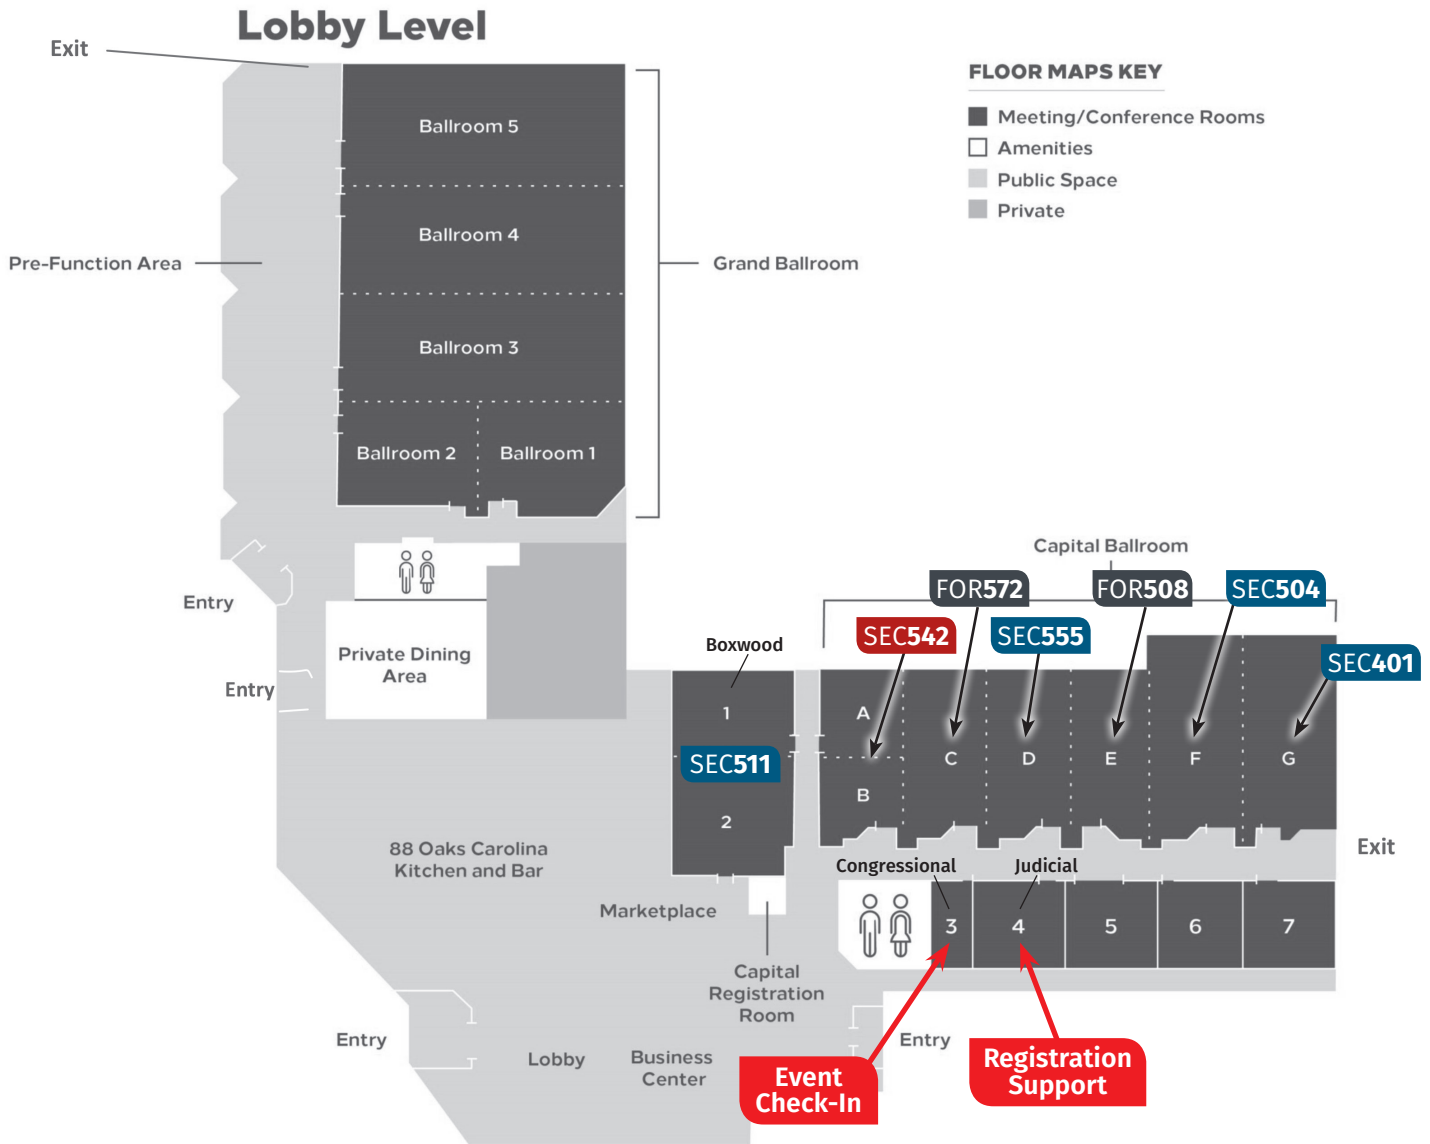 Lobby Level
Exit
FLOOR MAPS KEY
Meeting/Conference Rooms
Amenities
Public Space
Private
Ballroom 5
Ballroom 4
Pre-Function Area
Grand Ballroom
Ballroom 3
Ballroom 2
Ballroom 1
Capital Ballroom
FOR572
FOR508
SEC504
Entry
SEC542
SEC555
SEC401
Boxwood
Private Dining
Area
Entry
1
SEC511
2
A
B
C
D
E
F
G
88 Oaks Carolina
Kitchen and Bar
Exit
Congressional
Judicial
Marketplace
3
4
5
6
7
Capital
Registration
Room
Entry
Lobby
Business
Center
Entry
Event
Check-In
Registration
Support